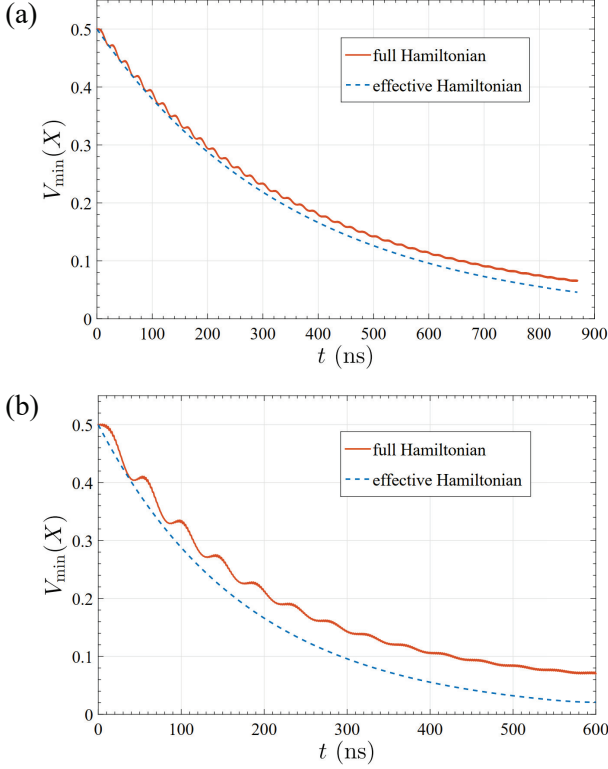 (a)
0.5
0.4
0.3
0.2
0.1
0
V_min(X)
full Hamiltonian
effective Hamiltonian
0 100 200 300 400 500 600 700 800 900
t (ns)
(b)
0.5
0.4
0.3
0.2
0.1
0
V_min(X)
full Hamiltonian
effective Hamiltonian
0 100 200 300 400 500 600
t (ns)